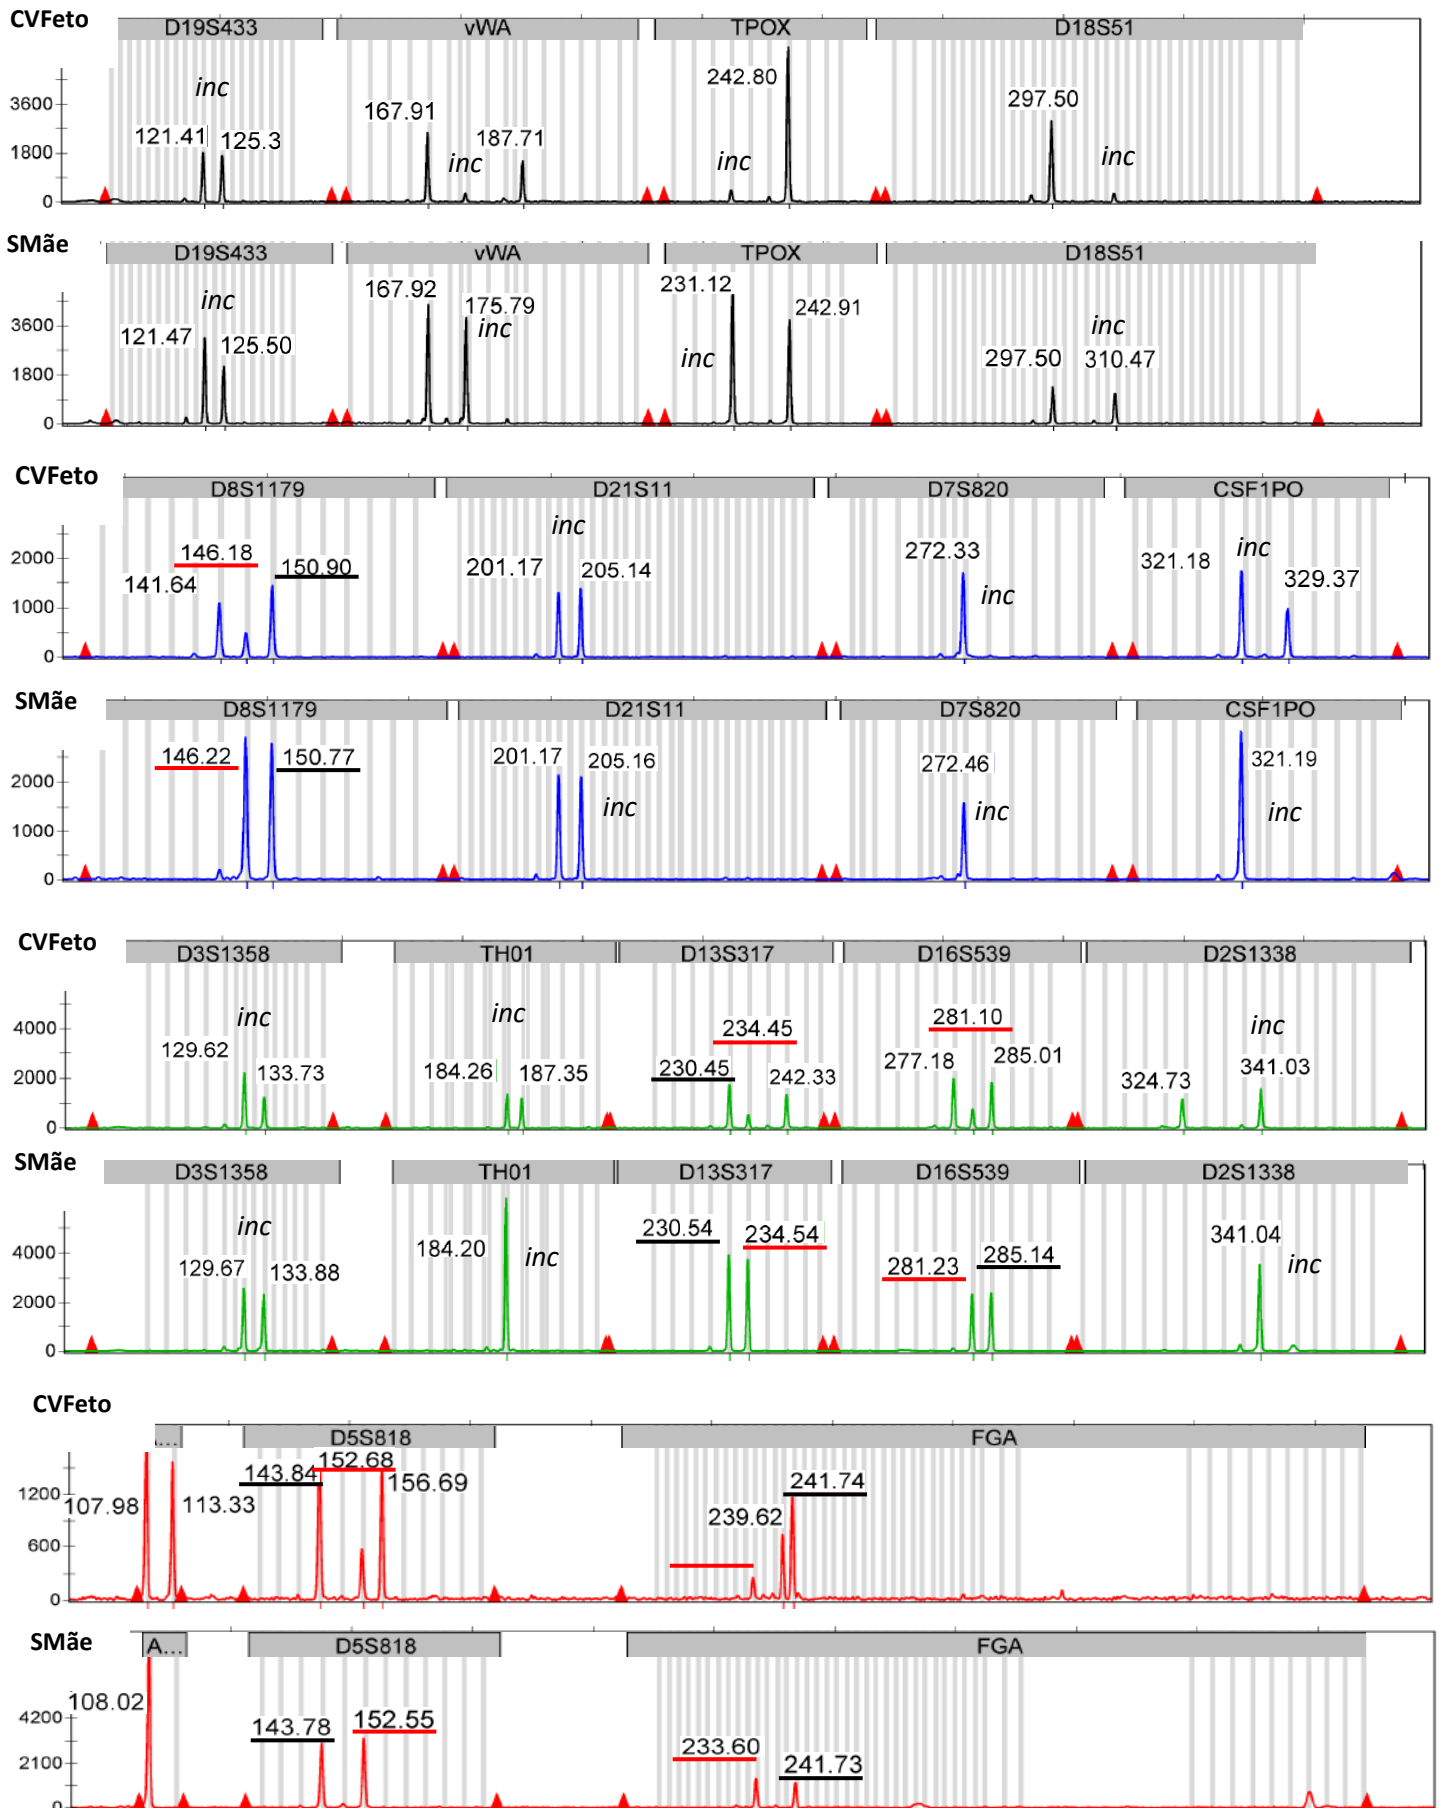 CVFeto
D19S433 vWA TPOX D18S51
inc
242.80
3600
167.91
297.50
121.41 125.3
187.71
1800
inc
inc
inc
0
SMãe
D19S433 vWA TPOX D18S51
inc
167.92
175.79
231.12
242.91
3600
121.47
125.50
inc
inc
inc
297.50 310.47
1800
0
CVFeto
D8S1179 D21S11 D7S820 CSF1PO
inc
2000
146.18
150.90
141.64
201.17 205.14
272.33
inc
321.18
inc
329.37
1000
0
SMãe
D8S1179 D21S11 D7S820 CSF1PO
146.22 150.77
201.17 205.16
272.46
321.19
2000
inc
inc
inc
1000
0
CVFeto
D3S1358 TH01 D13S317 D16S539 D2S1338
inc
inc
281.10
inc
4000
234.45
129.62
133.73
184.26 187.35
230.45
242.33
277.18 285.01
324.73
341.03
2000
0
SMãe
D3S1358 TH01 D13S317 D16S539 D2S1338
inc
230.54 234.54
341.04
4000
129.67 133.88
184.20
inc
281.23
285.14
inc
2000
0
CVFeto
... D5S818 FGA
143.84 152.68
156.69
241.74
1200
107.98 113.33
239.62
600
0
SMãe
A... D5S818 FGA
108.02
4200
143.78 152.55
233.60
241.73
2100
0